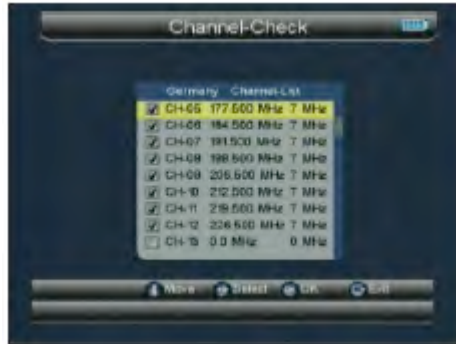 Channel-Check
Germany Channel-List
CH-05 177.500 MHz 7 MHz
CH-06 184.500 MHz 7 MHz
CH-07 191.500 MHz 7 MHz
CH-08 198.500 MHz 7 MHz
CH-09 205.500 MHz 7 MHz
CH-10 212.500 MHz 7 MHz
CH-11 219.500 MHz 7 MHz
CH-12 226.500 MHz 7 MHz
0.0 MHz 0 MHz
Move Select OK Exit